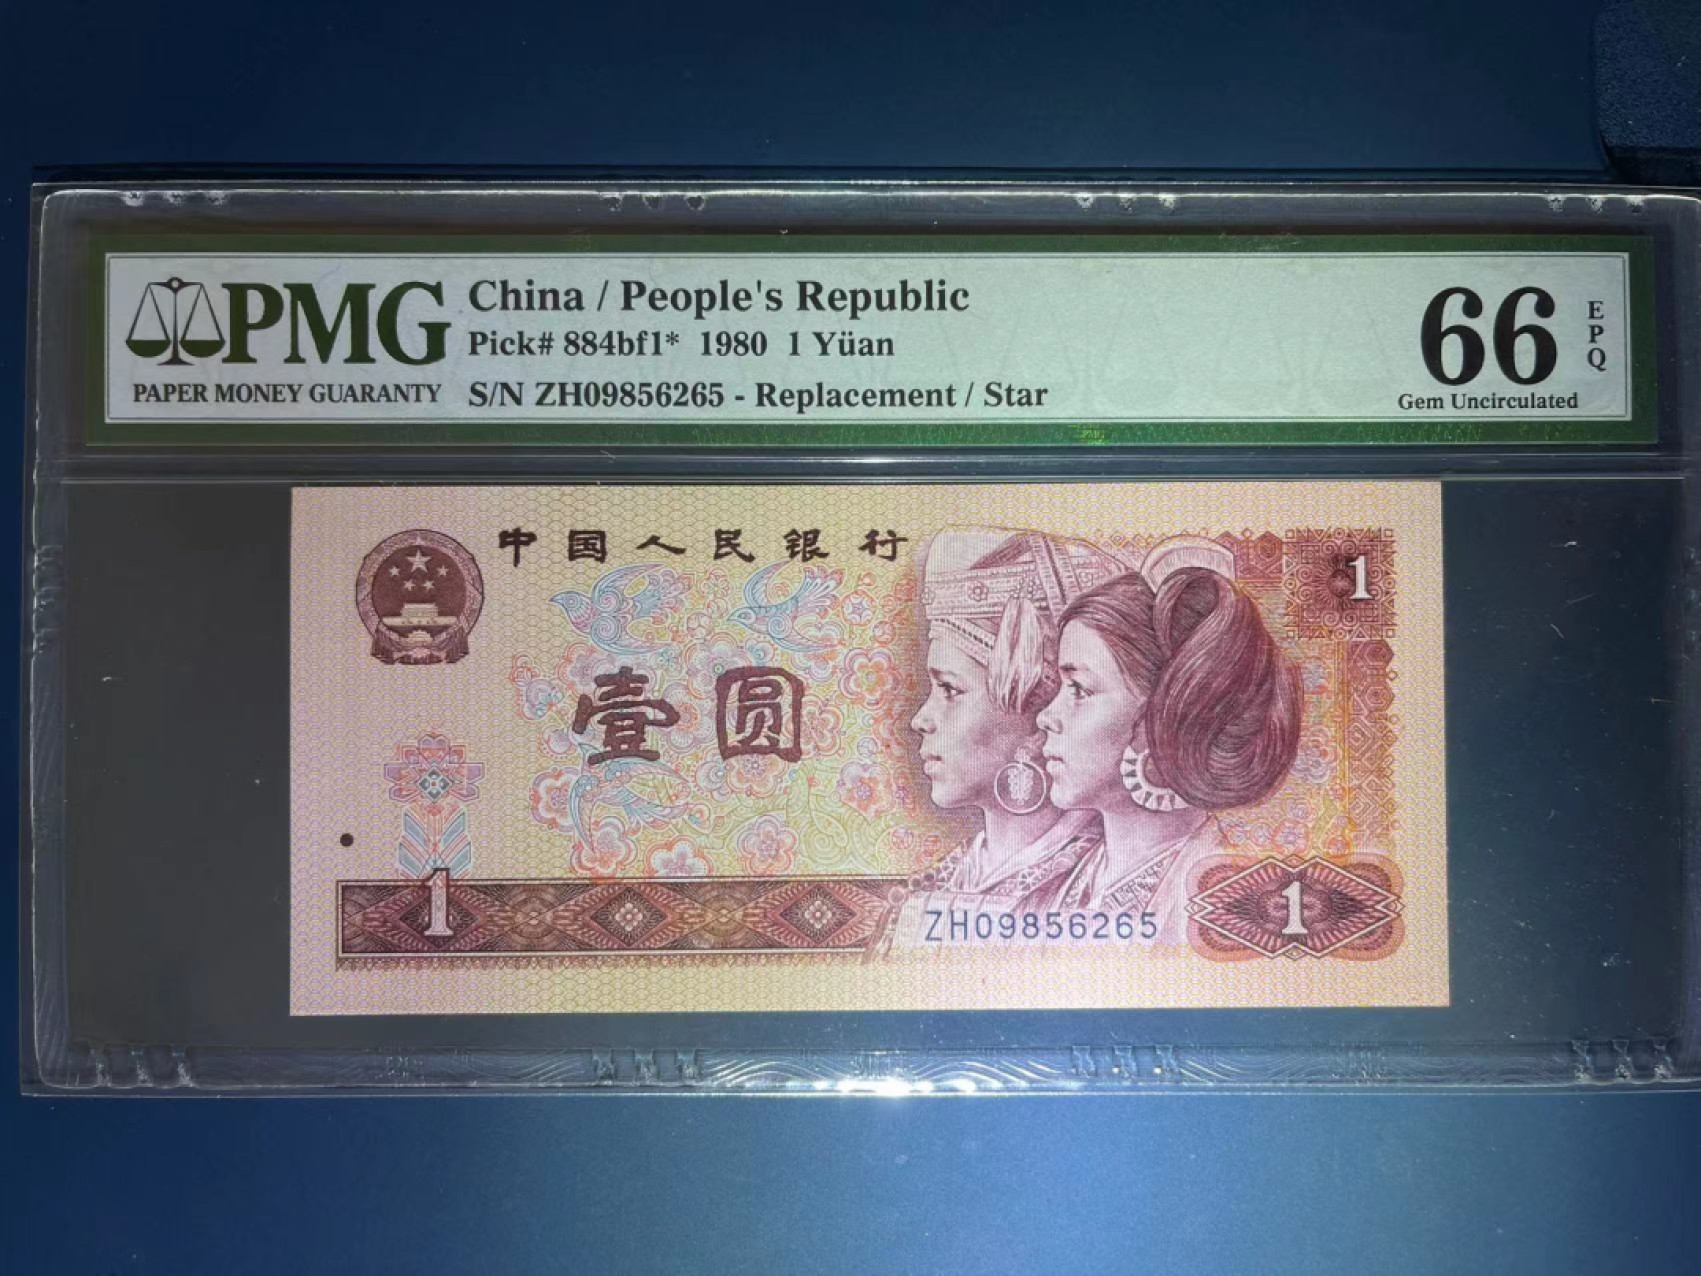 PMG
PAPER MONEY GUARANTY
China / People's Republic
Pick# 884bf1* 1980 1 Yüan
S/N ZH09856265 - Replacement / Star
66
EPQ
Gem Uncirculated
中国人民银行
1
壹圆
1
ZH09856265
1